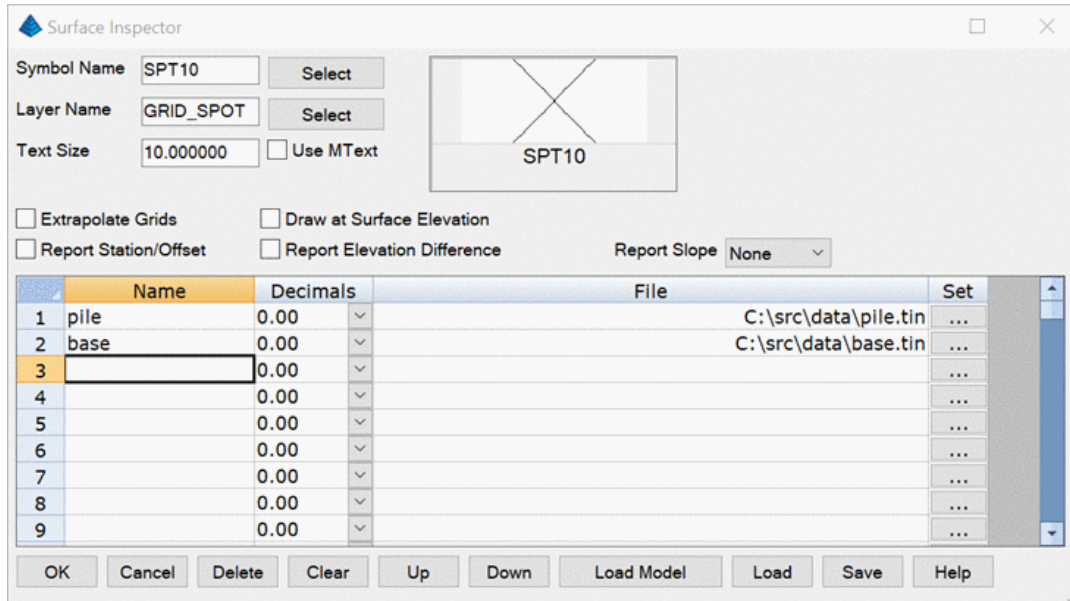 Surface Inspector
Symbol Name SPT10 Select
Layer Name GRID_SPOT Select
Text Size 10.000000 Use MText
SPT10
Extrapolate Grids Draw at Surface Elevation
Report Station/Offset Report Elevation Difference Report Slope None
Name Decimals File Set
1 pile 0.00 C:\src\data\pile.tin ...
2 base 0.00 C:\src\data\base.tin ...
3 0.00 ...
4 0.00 ...
5 0.00 ...
6 0.00 ...
7 0.00 ...
8 0.00 ...
9 0.00 ...
OK Cancel Delete Clear Up Down Load Model Load Save Help